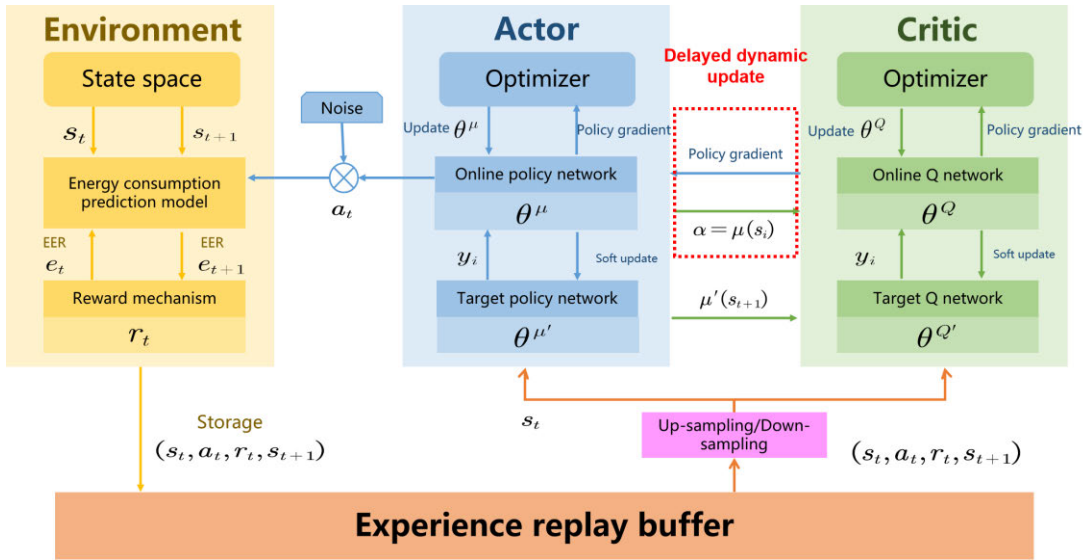 Environment
State space
s_t
s_{t+1}
Energy consumption
prediction model
EER
e_t
EER
e_{t+1}
Reward mechanism
r_t
Noise
a_t
Actor
Optimizer
Update θ^μ
Policy gradient
Online policy network
θ^μ
y_i
Soft update
Target policy network
θ^{μ'}
Delayed dynamic
update
Policy gradient
α = μ(s_i)
μ'(s_{t+1})
Critic
Optimizer
Update θ^Q
Policy gradient
Online Q network
θ^Q
y_i
Soft update
Target Q network
θ^{Q'}
Storage
(s_t, a_t, r_t, s_{t+1})
s_t
Up-sampling/Down-
sampling
(s_t, a_t, r_t, s_{t+1})
Experience replay buffer